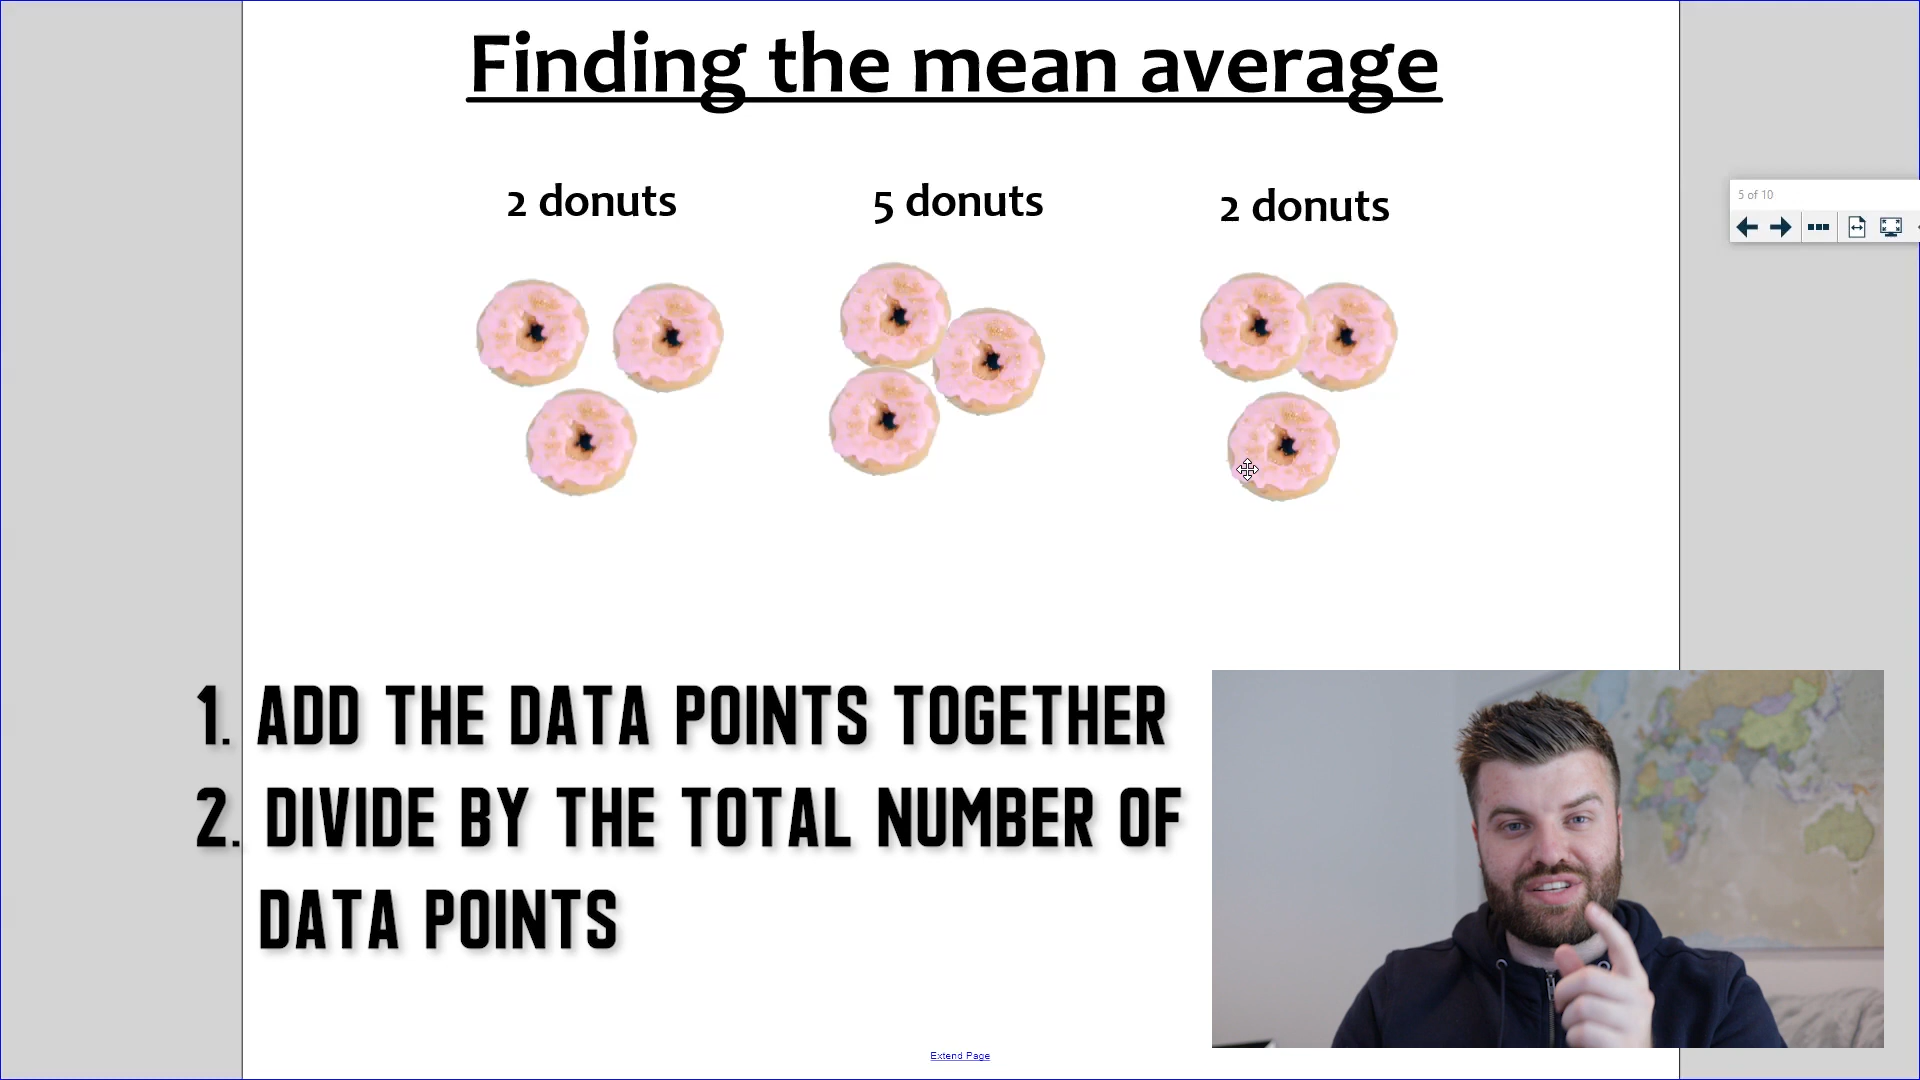 Finding the mean average
2 donuts
5 donuts
2 donuts
5 of 10
1. ADD THE DATA POINTS TOGETHER
2. DIVIDE BY THE TOTAL NUMBER OF
DATA POINTS
Extend Page